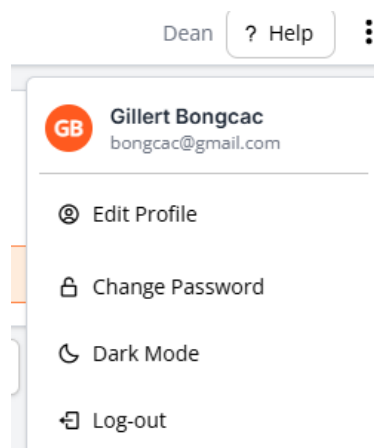 Dean ? Help
GB
Gillert Bongcac
bongcac@gmail.com
Edit Profile
Change Password
Dark Mode
Log-out